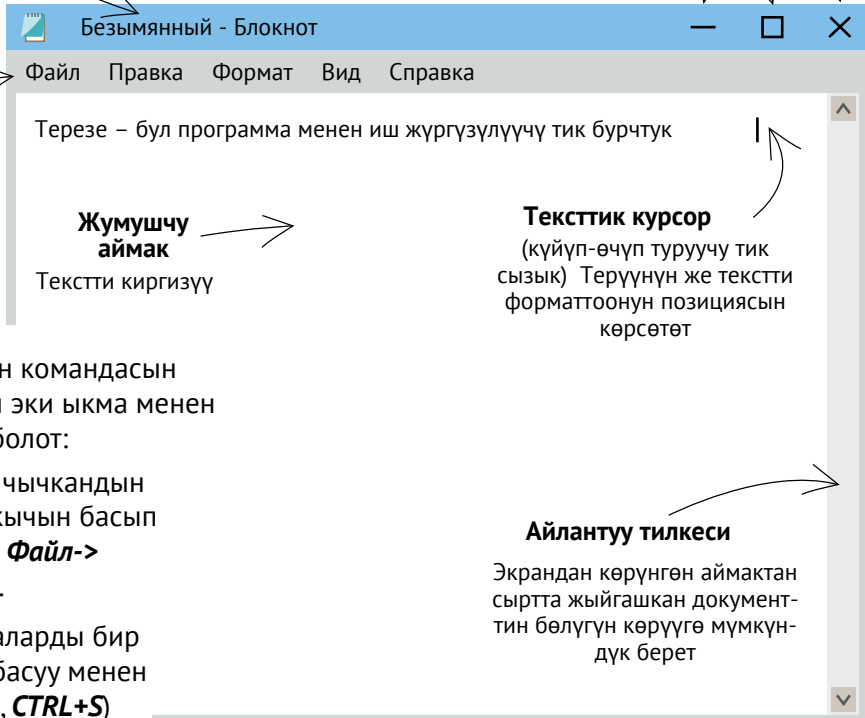 Безымянный - Блокнот
Файл Правка Формат Вид Справка
Терезе – бул программа менен иш жүргүзүлүүчү тик бурчтук
Жумушчу
аймак
Текстти киргизүү
Тексттик курсор
(күйүп-өчүп туруучу тик
сызык) Терүүнүн же текстти
форматтоонун позициясын
көрсөтөт
командасын
эки ыкма менен
болот:
чычкандын
басып
Файл->
бир
басуу менен
, CTRL+S)
Айлантуу тилкеси
Экрандан көрүнгөн аймактан
сыртта жыйгашкан документ-
тин бөлүгүн көрүүгө мүмкүн-
дүк берет